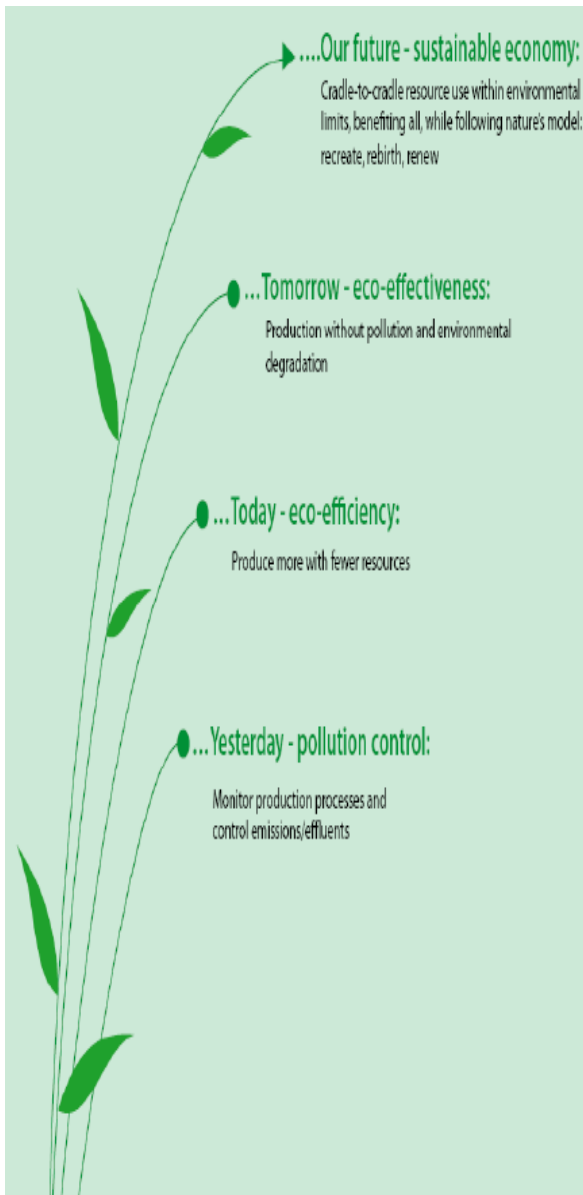 ....Our future - sustainable economy:
Cradle-to-cradle resource use within environmental
limits, benefiting all, while following nature's model:
recreate, rebirth, renew
...Tomorrow - eco-effectiveness:
Production without pollution and environmental
degradation
...Today - eco-efficiency:
Produce more with fewer resources
...Yesterday - pollution control:
Monitor production processes and
control emissions/effluents